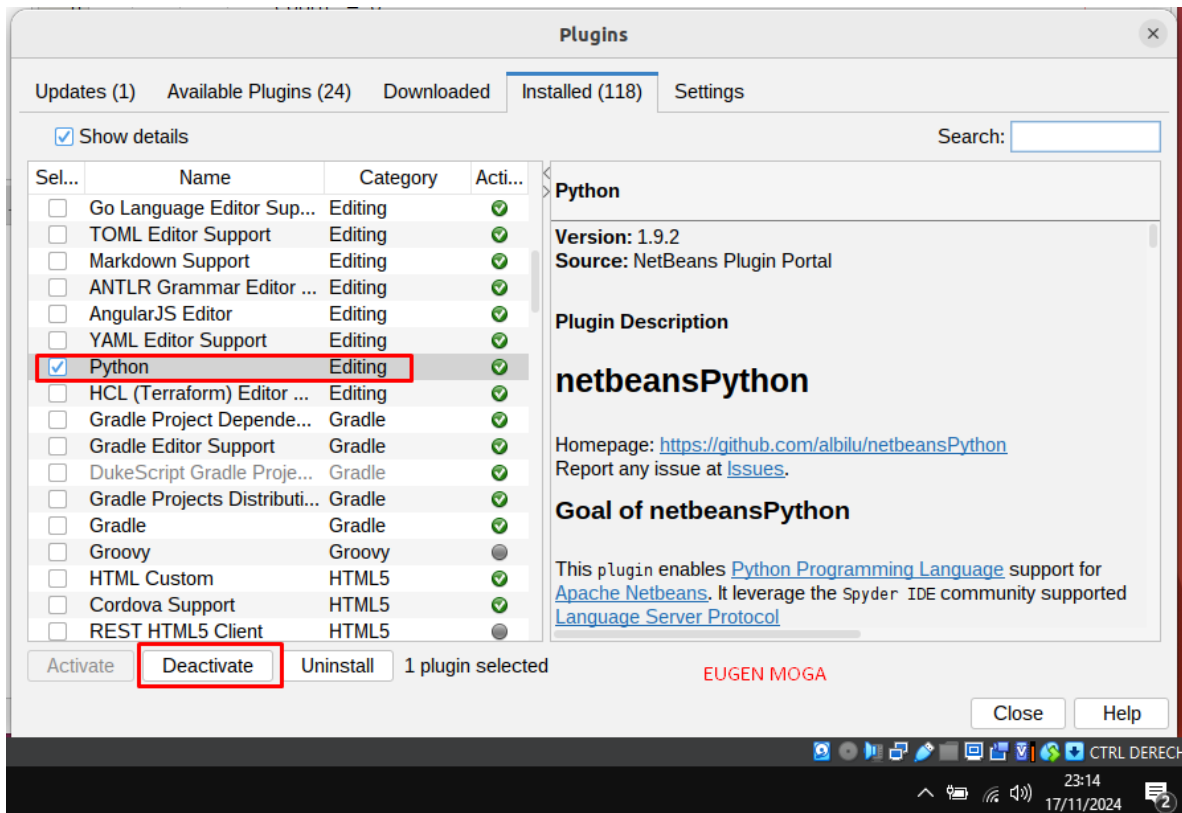 Plugins
Updates (1) Available Plugins (24) Downloaded Installed (118) Settings
Show details Search:
Sel... Name Category Acti...
Go Language Editor Sup... Editing
TOML Editor Support Editing
Markdown Support Editing
ANTLR Grammar Editor ... Editing
AngularJS Editor Editing
YAML Editor Support Editing
Python Editing
HCL (Terraform) Editor ... Editing
Gradle Project Depende... Gradle
Gradle Editor Support Gradle
DukeScript Gradle Proje... Gradle
Gradle Projects Distributi... Gradle
Gradle Gradle
Groovy Groovy
HTML Custom HTML5
Cordova Support HTML5
REST HTML5 Client HTML5
Python
Version: 1.9.2
Source: NetBeans Plugin Portal
Plugin Description
netbeansPython
Homepage: https://github.com/albilu/netbeansPython
Report any issue at Issues.
Goal of netbeansPython
This plugin enables Python Programming Language support for
Apache Netbeans. It leverage the Spyder IDE community supported
Language Server Protocol
Activate Deactivate Uninstall 1 plugin selected
EUGEN MOGA
Close Help
CTRL DERECH
23:14
17/11/2024
2